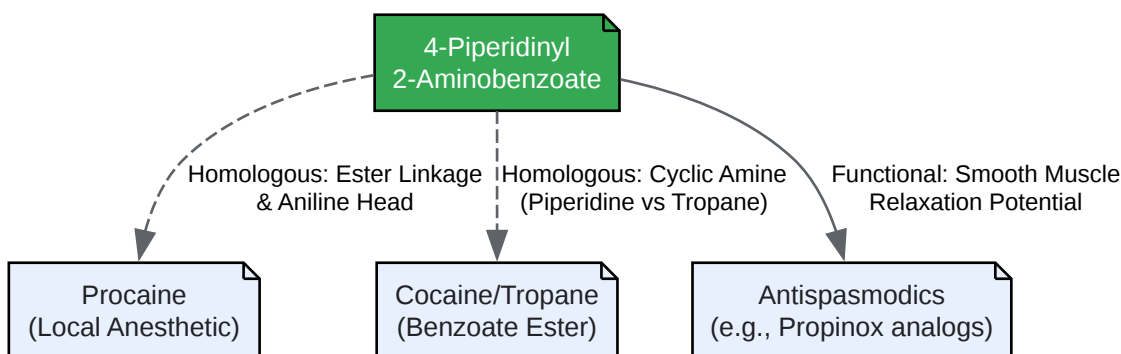 4-Piperidinyl
2-Aminobenzoate
Homologous: Ester Linkage
& Aniline Head
Homologous: Cyclic Amine
(Piperidine vs Tropane)
Functional: Smooth Muscle
Relaxation Potential
Procaine
(Local Anesthetic)
Cocaine/Tropane
(Benzoate Ester)
Antispasmodics
(e.g., Propinox analogs)